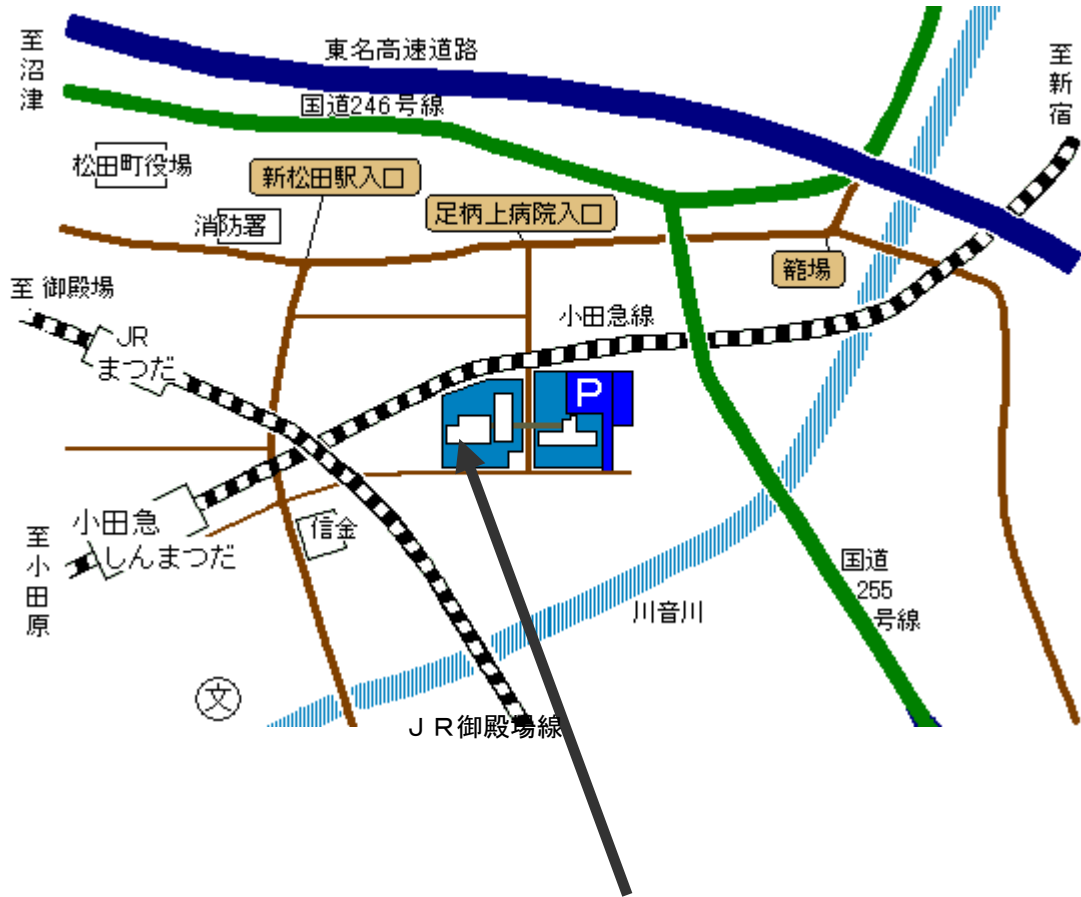 至沼津
東名高速道路
至新宿
国道246号線
松田町役場
新松田駅入口
足柄上病院入口
消防署
籠場
至 御殿場
小田急線
JR
まつだ
P
小田急
しんまつだ
至小田原
信金
国道
255
号線
川音川
文
ＪＲ御殿場線